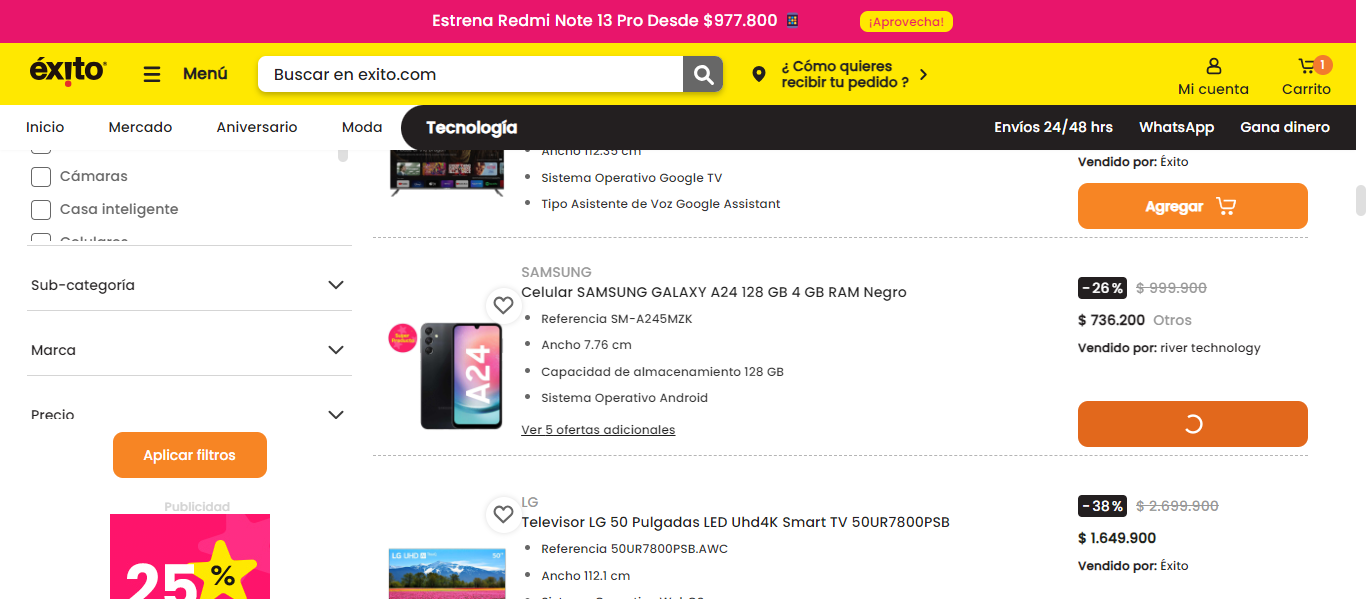 Estrena Redmi Note 13 Pro Desde $977.800
¡Aprovecha!
éxito
Menú
Buscar en exito.com
¿ Cómo quieres
recibir tu pedido ?
Mi cuenta
1
Carrito
Inicio
Mercado
Aniversario
Moda
Tecnología
Envíos 24/48 hrs
WhatsApp
Gana dinero
Cámaras
Casa inteligente
Celulares
Sub-categoría
Marca
Precio
Aplicar filtros
Publicidad
25
%
Ancho 112.35 cm
Sistema Operativo Google TV
Tipo Asistente de Voz Google Assistant
Vendido por: Éxito
Agregar
SAMSUNG
Celular SAMSUNG GALAXY A24 128 GB 4 GB RAM Negro
Referencia SM-A245MZK
Ancho 7.76 cm
Capacidad de almacenamiento 128 GB
Sistema Operativo Android
Ver 5 ofertas adicionales
A24
-26%
$ 999.900
$ 736.200 Otros
Vendido por: river technology
LG
Televisor LG 50 Pulgadas LED Uhd4K Smart TV 50UR7800PSB
Referencia 50UR7800PSB.AWC
Ancho 112.1 cm
LG UHD
50"
-38%
$ 2.699.900
$ 1.649.900
Vendido por: Éxito